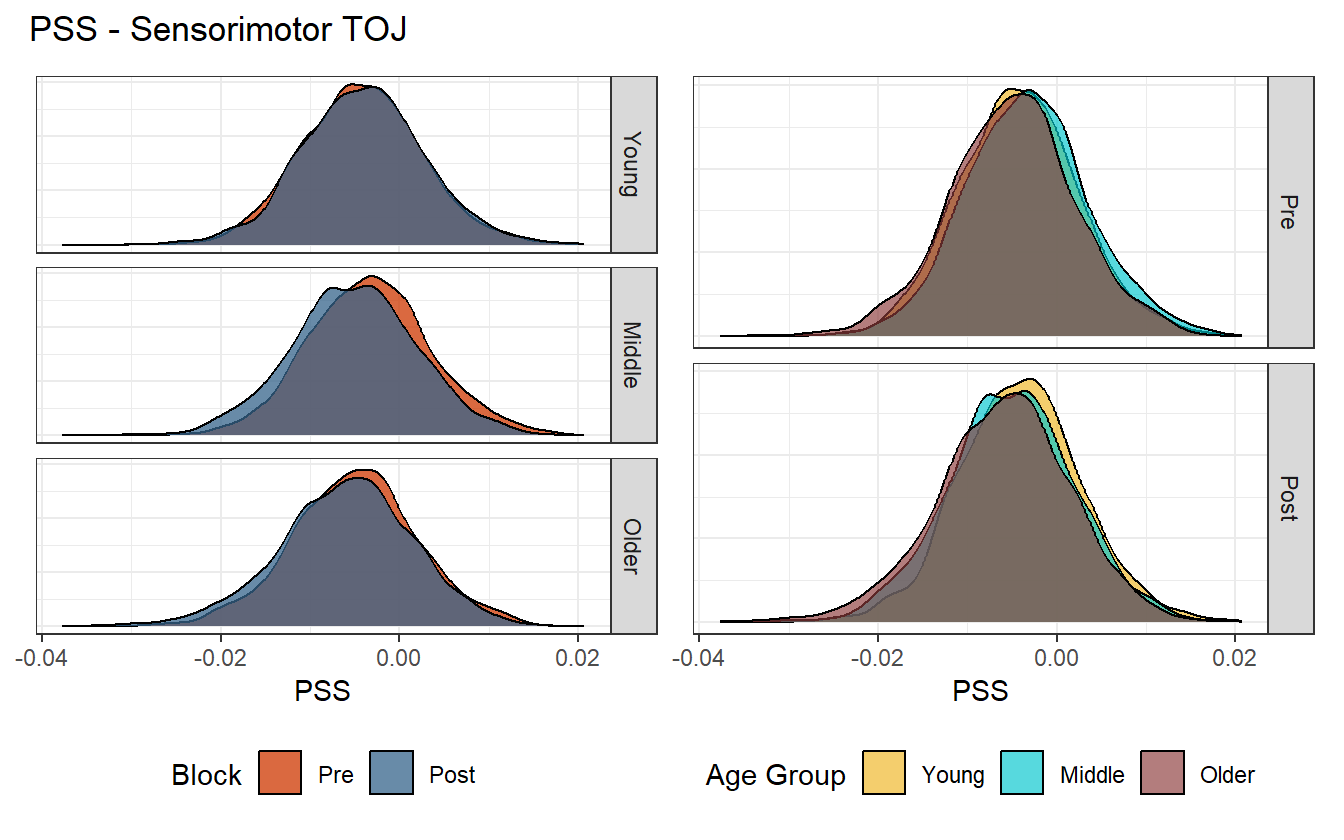 PSS - Sensorimotor TOJ
Young
Middle
Older
Pre
Post
-0.04 -0.02 0.00 0.02
-0.04 -0.02 0.00 0.02
PSS
PSS
Block Pre Post
Age Group Young Middle Older